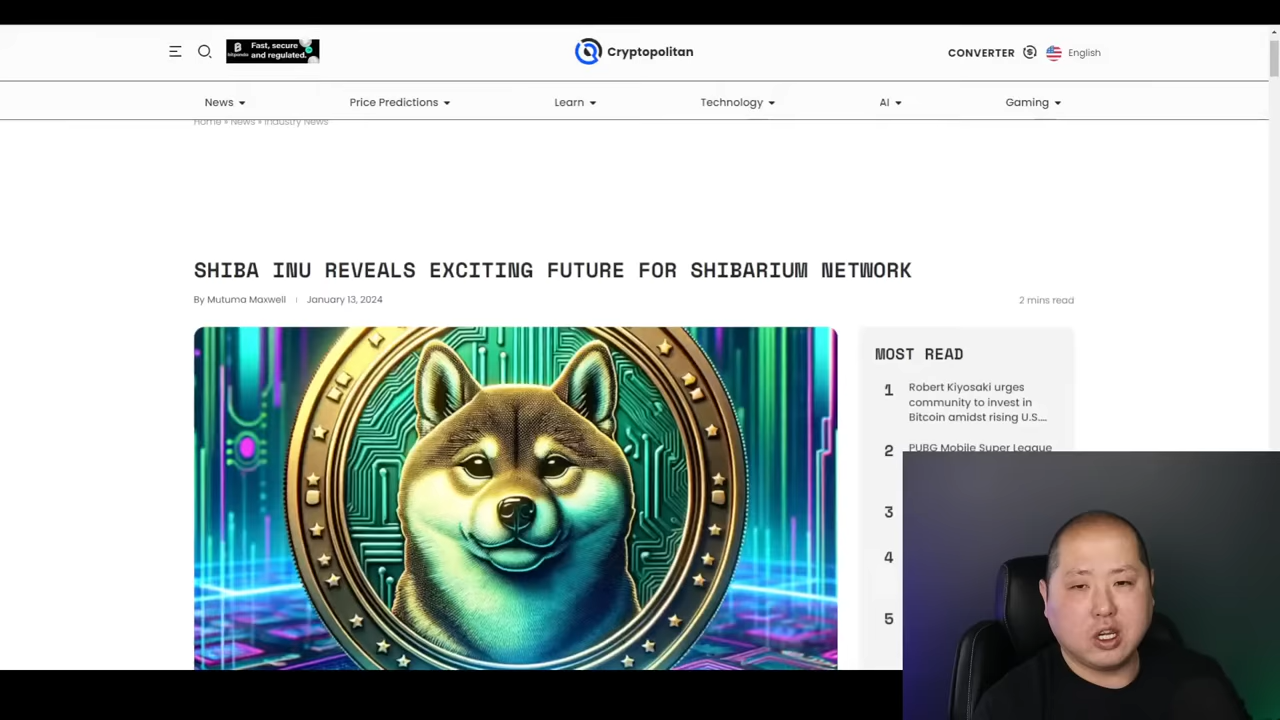 bitpanda
Fast, secure
and regulated.
Cryptopolitan
CONVERTER
English
News
Price Predictions
Learn
Technology
AI
Gaming
Home » News » Industry News
SHIBA INU REVEALS EXCITING FUTURE FOR SHIBARIUM NETWORK
By Mutuma Maxwell
January 13, 2024
2 mins read
MOST READ
1
Robert Kiyosaki urges
community to invest in
Bitcoin amidst rising U.S....
2
PUBG Mobile Super League
3
4
5